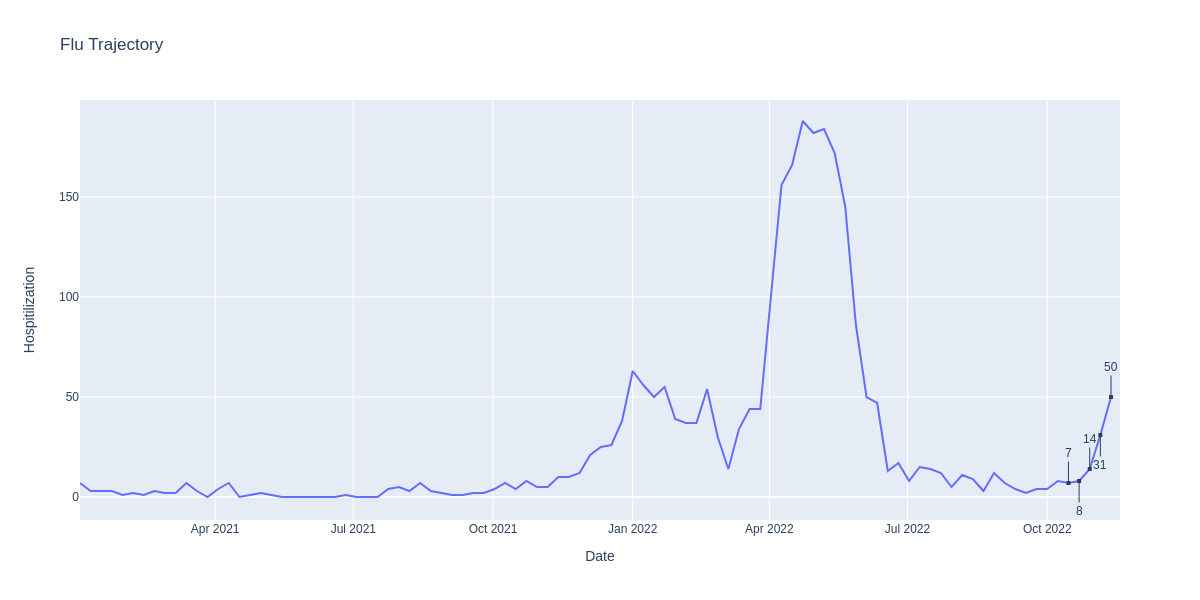 Flu Trajectory
Hospitilization
150
100
50
0
50
7
14
31
8
Apr 2021
Jul 2021
Oct 2021
Jan 2022
Apr 2022
Jul 2022
Oct 2022
Date